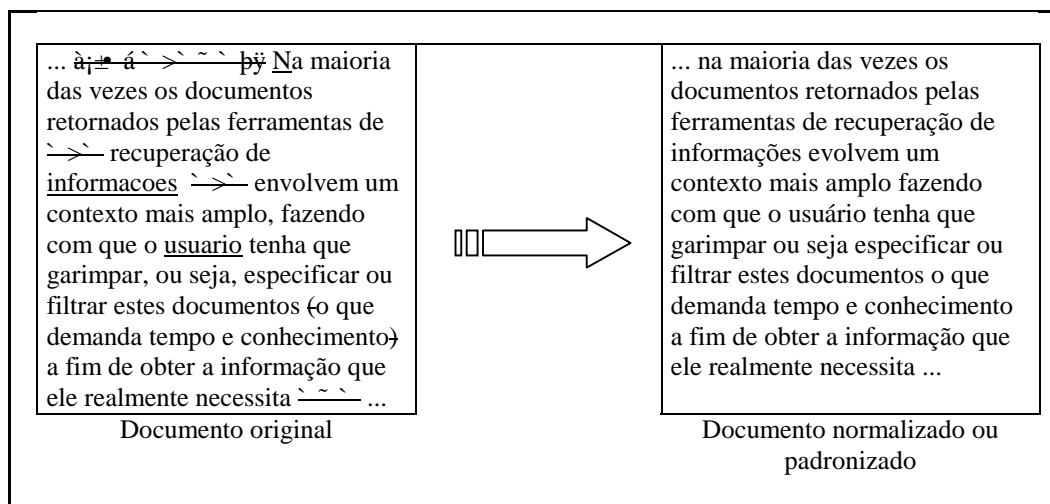 ... à¡±• á ` > ` ˜ ` þÿ Na maioria
das vezes os documentos
retornados pelas ferramentas de
` > ` recuperação de
informacoes ` > ` envolvem um
contexto mais amplo, fazendo
com que o usuario tenha que
garimpar, ou seja, especificar ou
filtrar estes documentos (o que
demanda tempo e conhecimento)
a fim de obter a informação que
ele realmente necessita ` ˜ ` ...
Documento original
... na maioria das vezes os
documentos retornados pelas
ferramentas de recuperação de
informações evolvem um
contexto mais amplo fazendo
com que o usuário tenha que
garimpar ou seja especificar ou
filtrar estes documentos o que
demanda tempo e conhecimento
a fim de obter a informação que
ele realmente necessita ...
Documento normalizado ou
padronizado